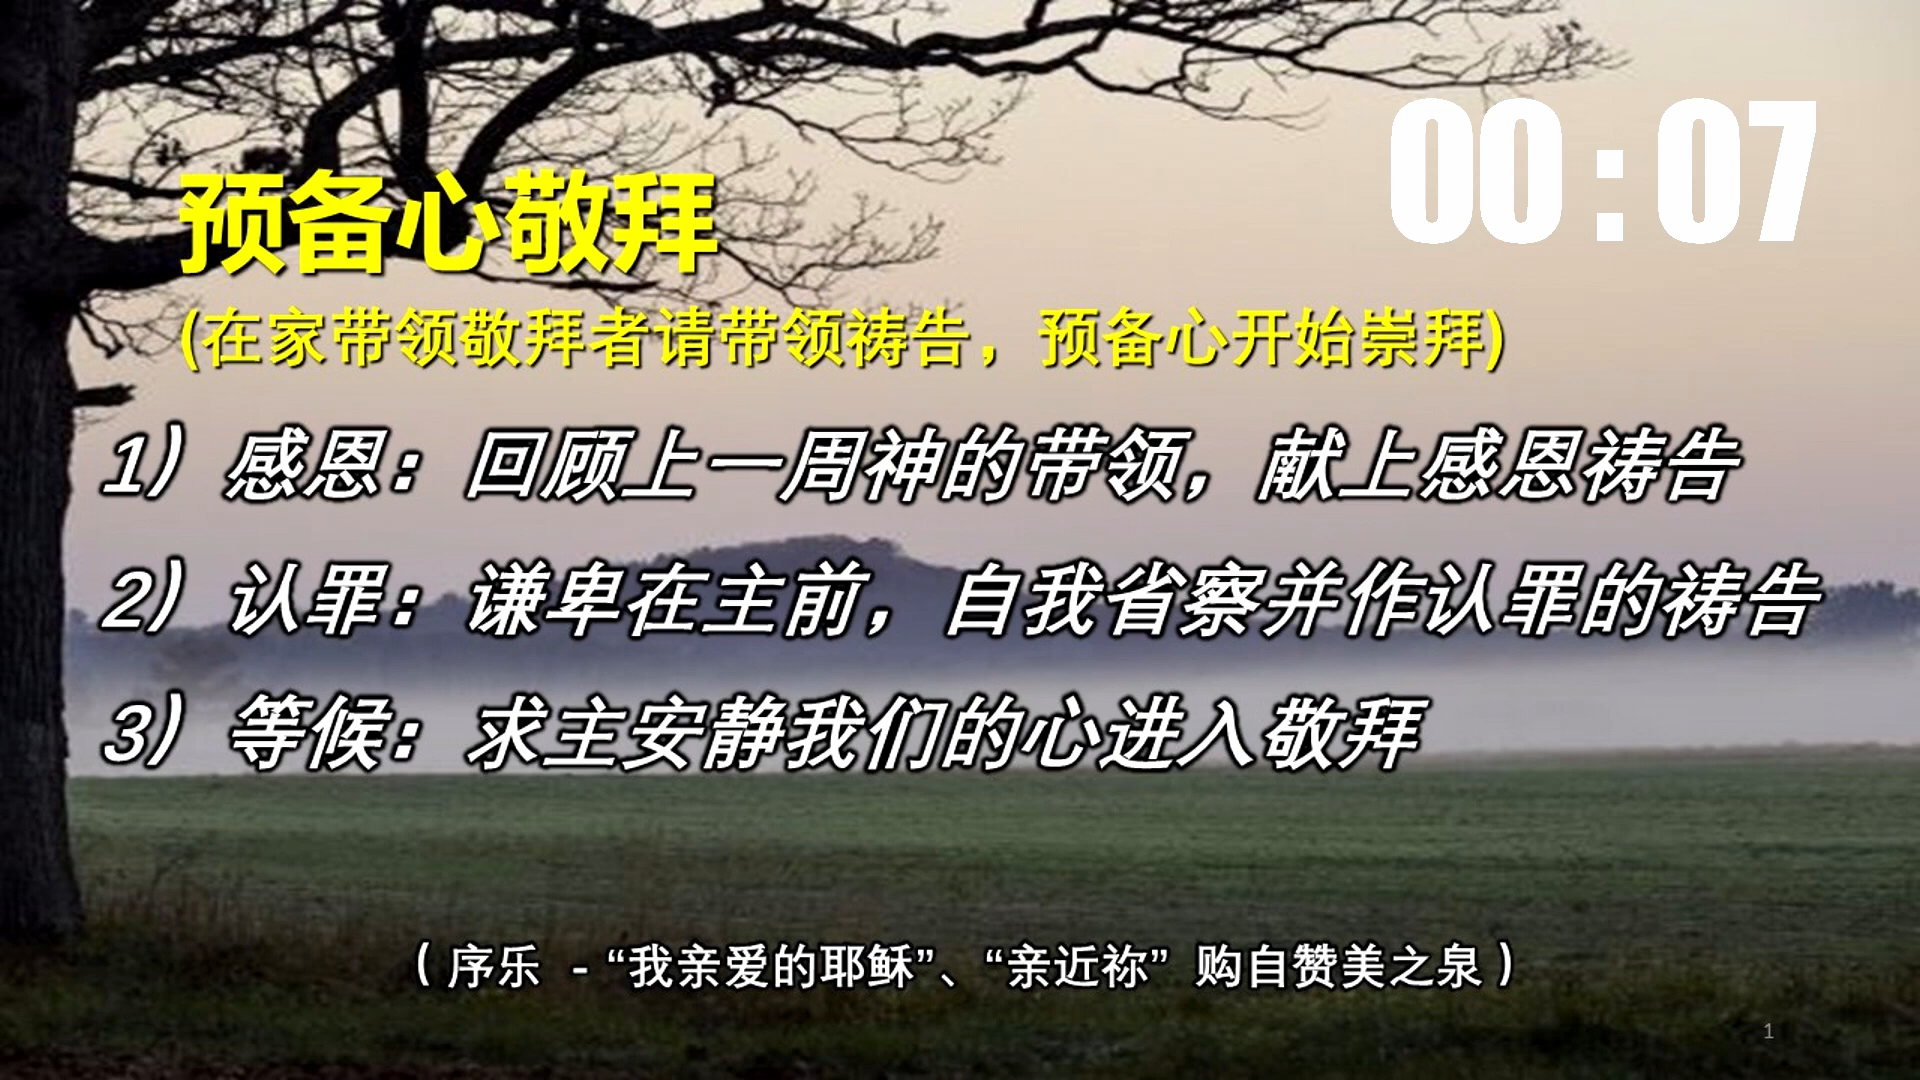 00:07
预备心敬拜
(在家带领敬拜者请带领祷告，预备心开始崇拜)
1）感恩：回顾上一周神的带领，献上感恩祷告
2）认罪：谦卑在主前，自我省察并作认罪的祷告
3）等候：求主安静我们的心进入敬拜
（序乐 -“我亲爱的耶稣”、“亲近祢” 购自赞美之泉）
1